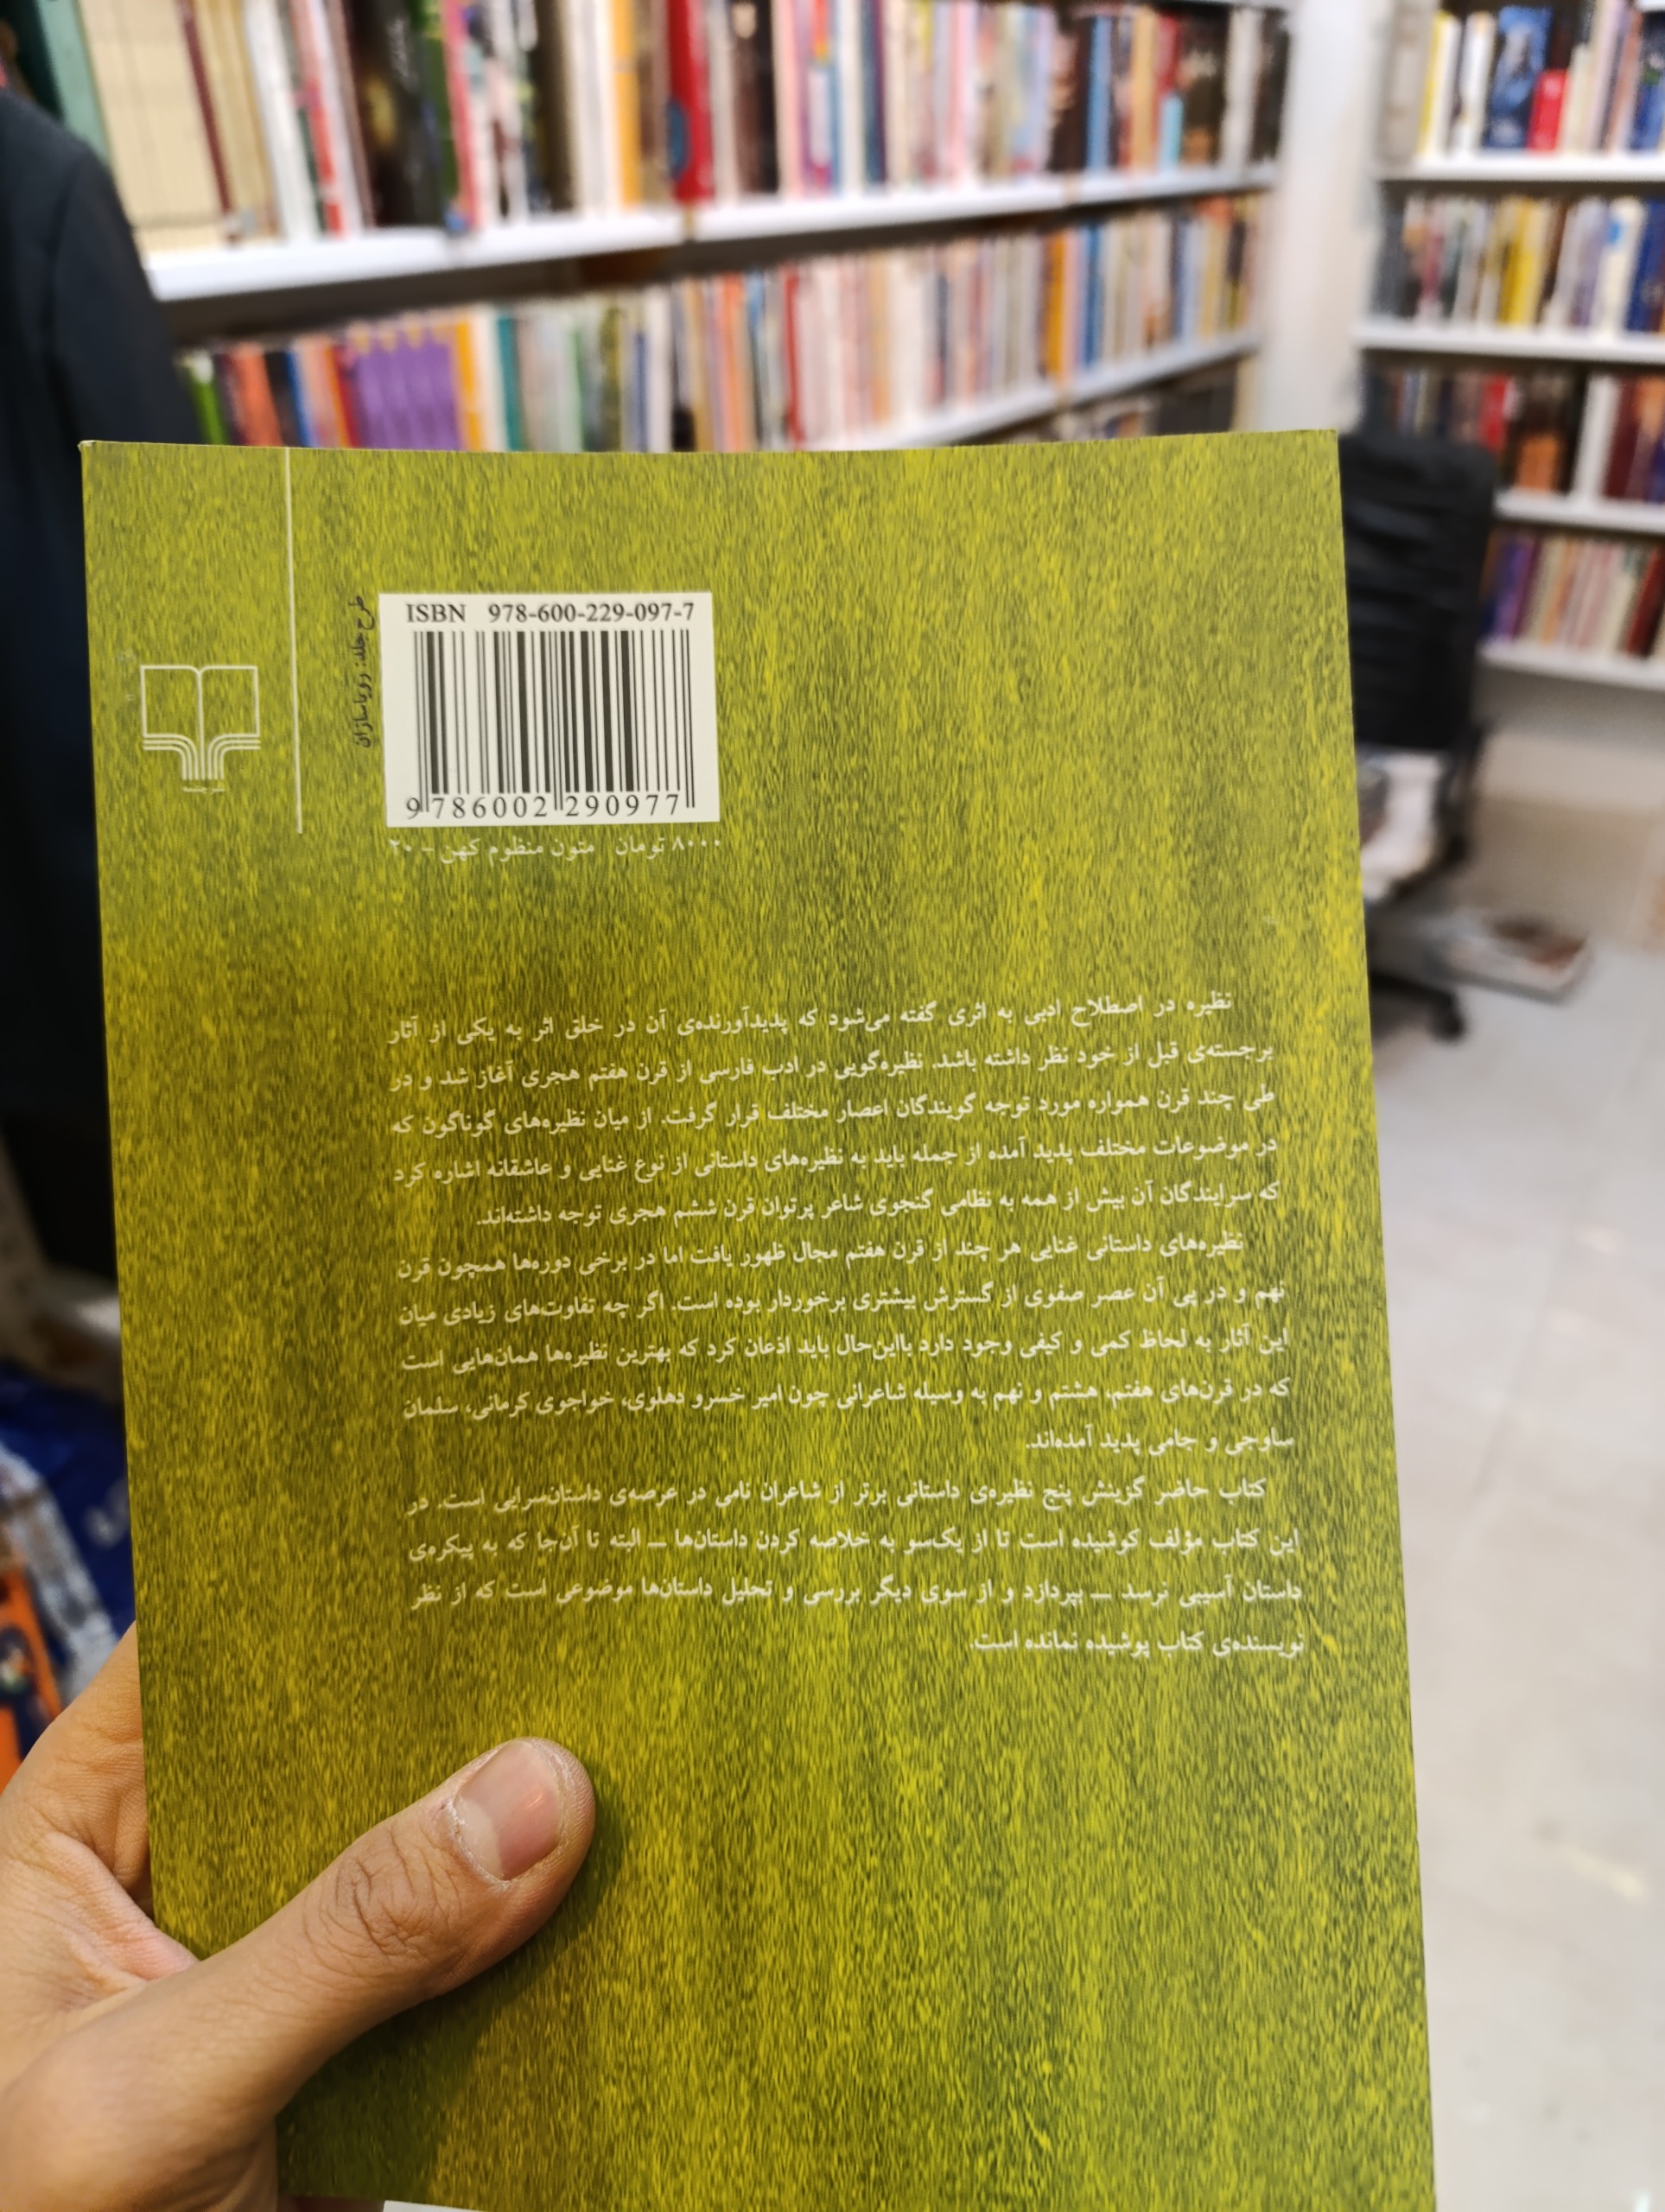 ISBN 978-600-229-097-7
9 786002 290977
طرح جلد: رویاسازان
نشر چشمه
۸۰۰۰ تومان متون منظوم کهن - ۲۰
نظیره در اصطلاح ادبی به اثری گفته می‌شود که پدیدآورنده‌ی آن در خلق اثر به یکی از آثار
برجسته‌ی قبل از خود نظر داشته باشد. نظیره‌گویی در ادب فارسی از قرن هفتم هجری آغاز شد و در
طی چند قرن همواره مورد توجه گویندگان اعصار مختلف قرار گرفت. از میان نظیره‌های گوناگون که
در موضوعات مختلف پدید آمده از جمله باید به نظیره‌های داستانی از نوع غنایی و عاشقانه اشاره کرد
که سرایندگان آن بیش از همه به نظامی گنجوی شاعر پرتوان قرن ششم هجری توجه داشته‌اند.
نظیره‌های داستانی غنایی هر چند از قرن هفتم مجال ظهور یافت اما در برخی دوره‌ها همچون قرن
نهم و در پی آن عصر صفوی از گسترش بیشتری برخوردار بوده است. اگر چه تفاوت‌های زیادی میان
این آثار به لحاظ کمی و کیفی وجود دارد بااین‌حال باید اذعان کرد که بهترین نظیره‌ها همان‌هایی است
که در قرن‌های هفتم، هشتم و نهم به وسیله شاعرانی چون امیر خسرو دهلوی، خواجوی کرمانی، سلمان
ساوجی و جامی پدید آمده‌اند.
کتاب حاضر گزینش پنج نظیره‌ی داستانی برتر از شاعران نامی در عرصه‌ی داستان‌سرایی است. در
این کتاب مؤلف کوشیده است تا از یک‌سو به خلاصه کردن داستان‌ها ــ البته تا آن‌جا که به پیکره‌ی
داستان آسیبی نرسد ــ بپردازد و از سوی دیگر بررسی و تحلیل داستان‌ها موضوعی است که از نظر
نویسنده‌ی کتاب پوشیده نمانده است.